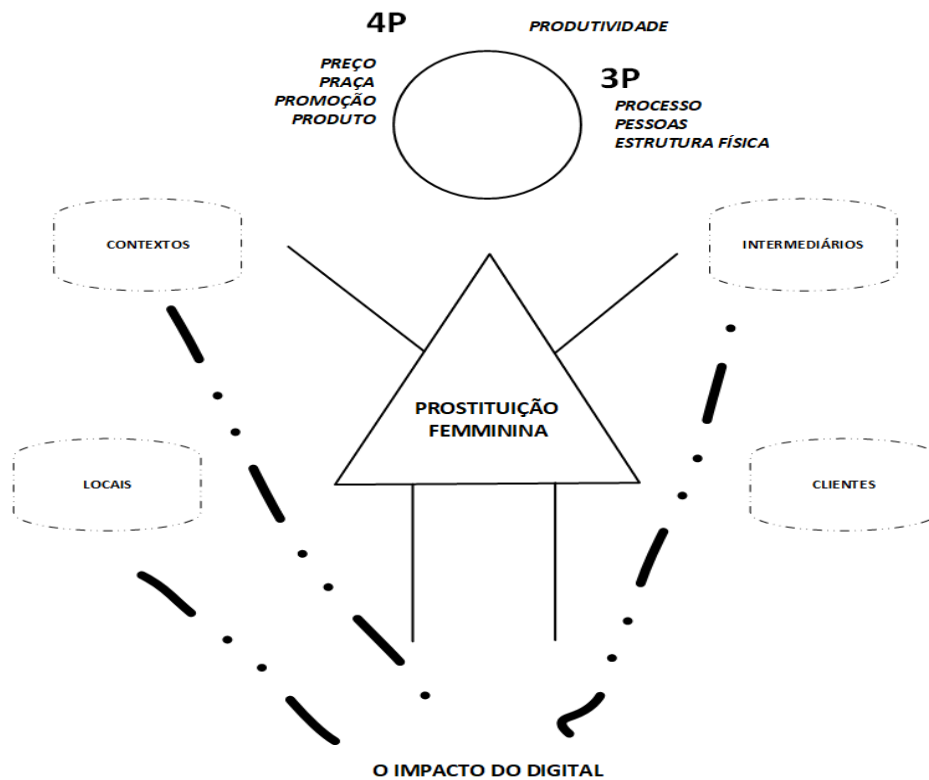 4P
PRODUTIVIDADE
PREÇO
PRAÇA
PROMOÇÃO
PRODUTO
3P
PROCESSO
PESSOAS
ESTRUTURA FÍSICA
CONTEXTOS
INTERMEDIÁRIOS
PROSTITUIÇÃO
FEMMININA
LOCAIS
CLIENTES
O IMPACTO DO DIGITAL